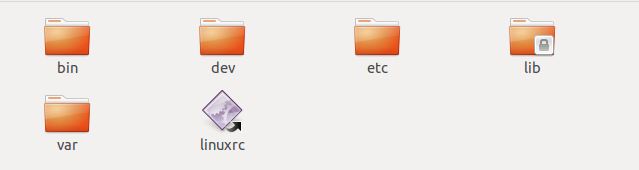 bin dev etc lib
var linuxrc